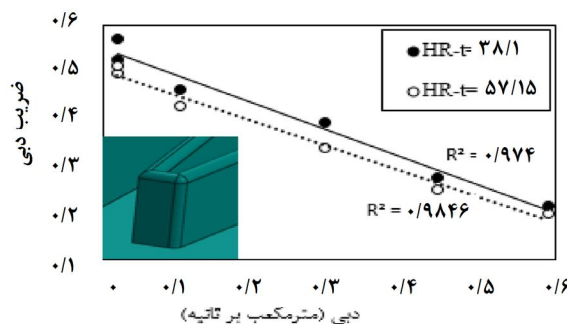 ۰/۶
۰/۵
۰/۴
۰/۳
۰/۲
۰/۱
ضریب دبی
HR-t= ۳۸/۱
HR-t= ۵۷/۱۵
R² = ۰/۹۷۴
R² = ۰/۹۸۴۶
۰ ۰/۱ ۰/۲ ۰/۳ ۰/۴ ۰/۵ ۰/۶
دبی (مترمکعب بر ثانیه)